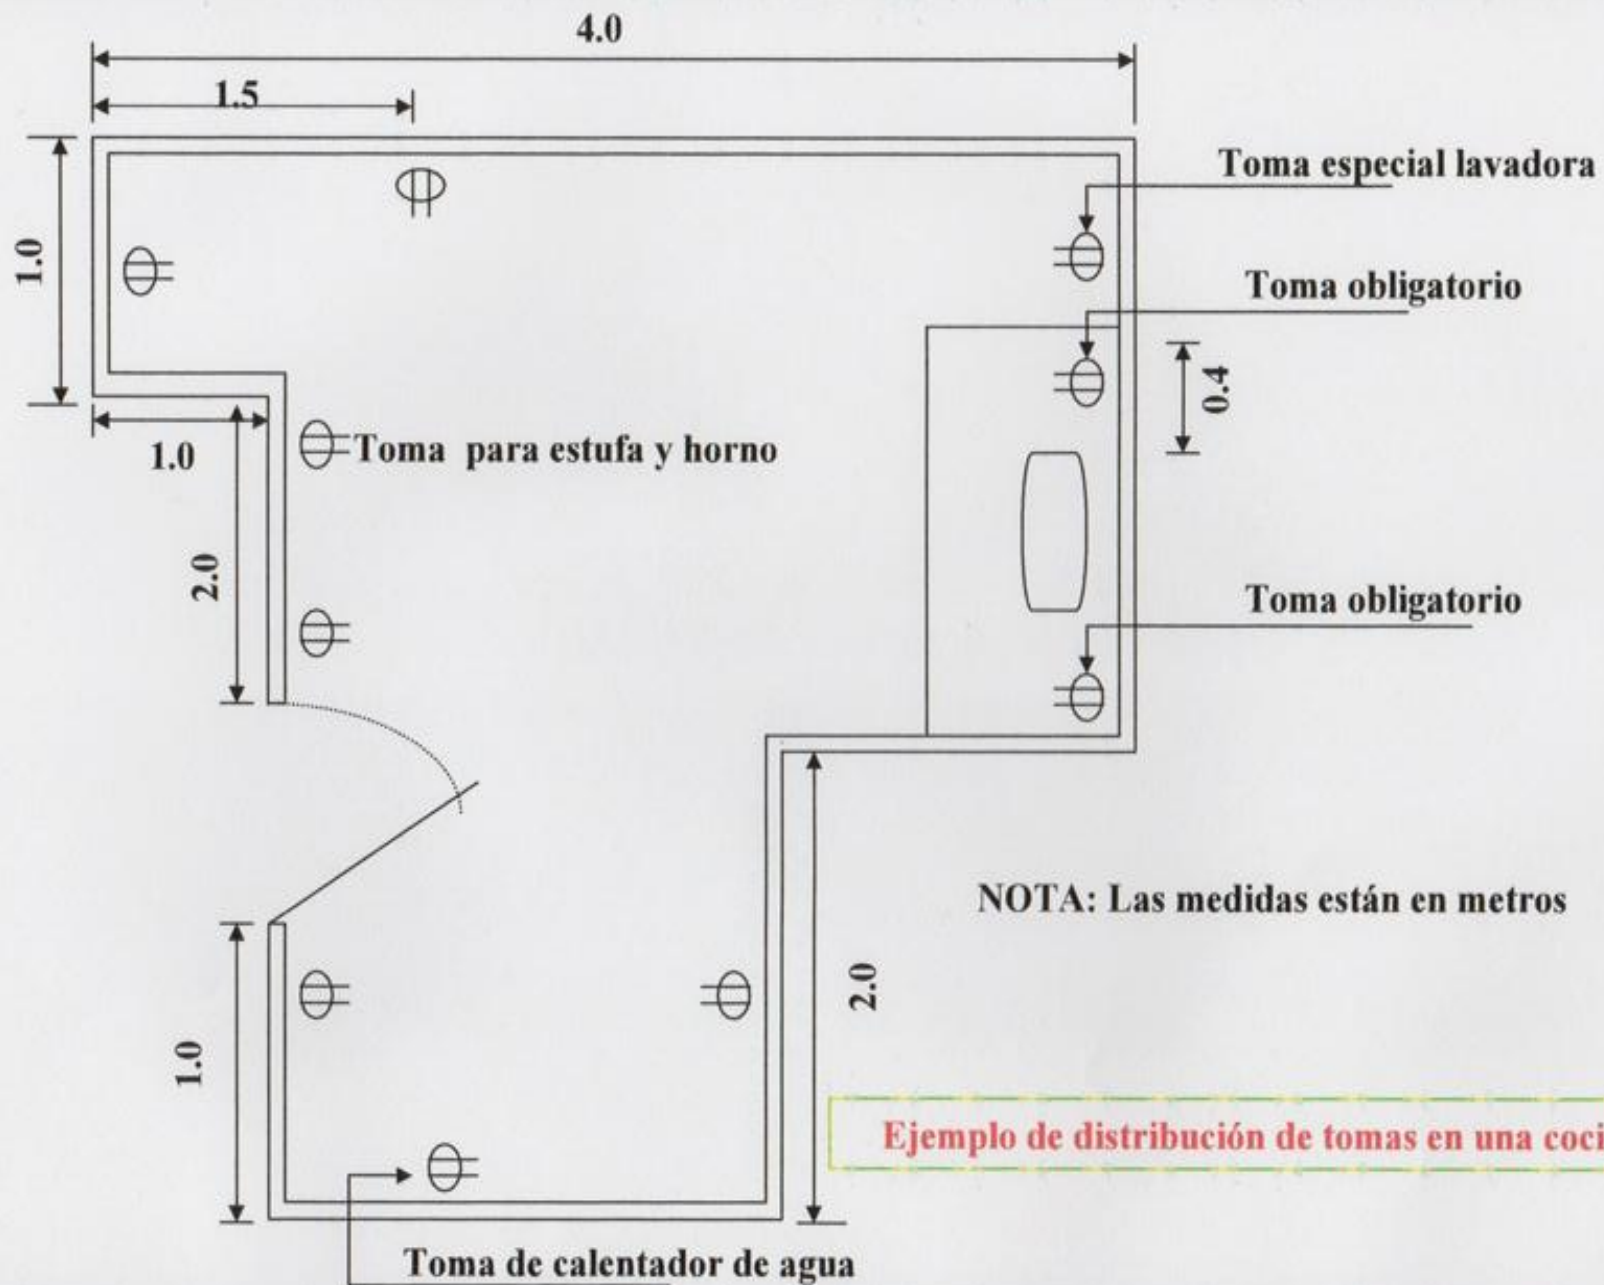 4.0
1.5
Toma especial lavadora
1.0
Toma obligatorio
0.4
1.0
Toma para estufa y horno
2.0
Toma obligatorio
NOTA: Las medidas están en metros
2.0
1.0
Ejemplo de distribución de tomas en una coci
Toma de calentador de agua